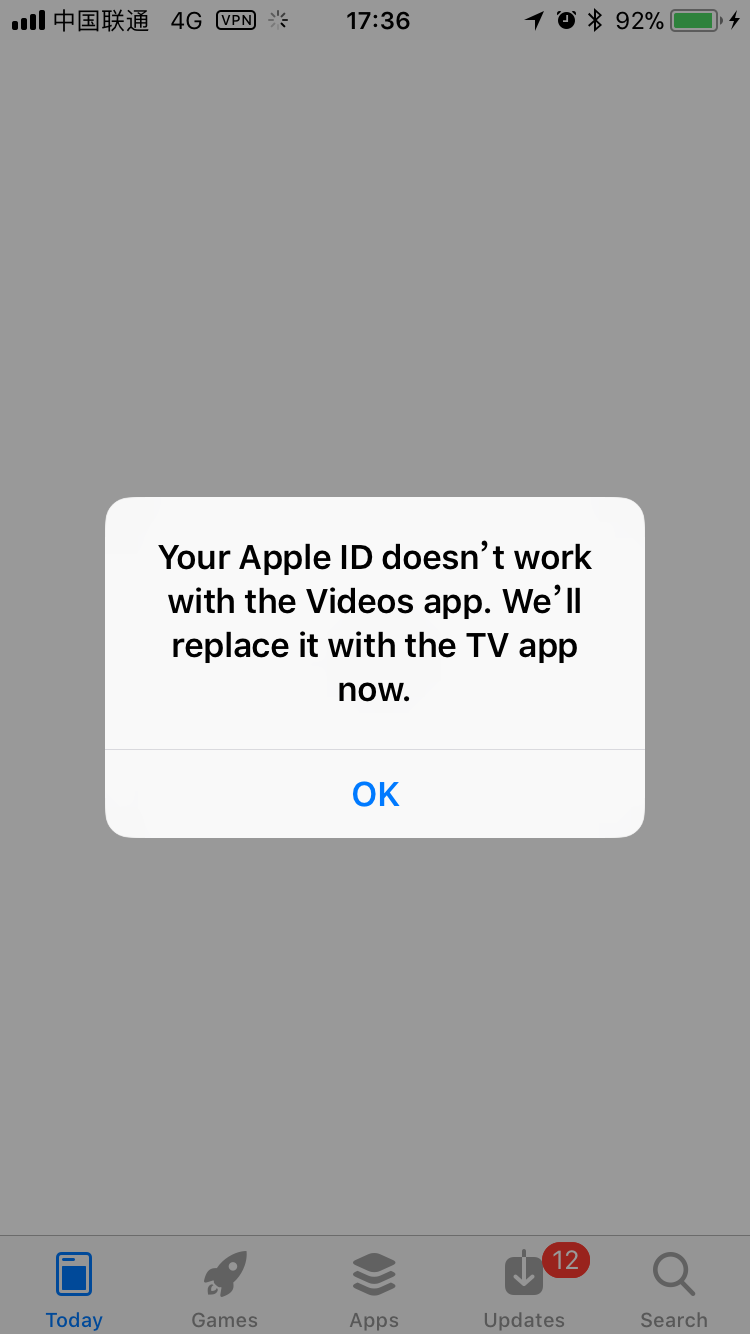 中国联通 4G VPN 17:36 92%
Your Apple ID doesn’t work
with the Videos app. We’ll
replace it with the TV app
now.
OK
12
Today Games Apps Updates Search